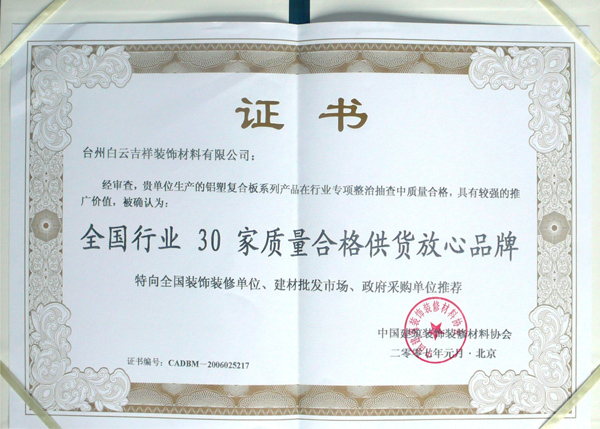 证书
台州白云吉祥装饰材料有限公司：
经审查，贵单位生产的铝塑复合板系列产品在行业专项整治抽查中质量合格，具有较强的推
广价值，被确认为：
全国行业 30 家质量合格供货放心品牌
特向全国装饰装修单位、建材批发市场、政府采购单位推荐
中国建筑装饰装修材料协会
二零零七年元月·北京
证书编号：CADBM－2006025217